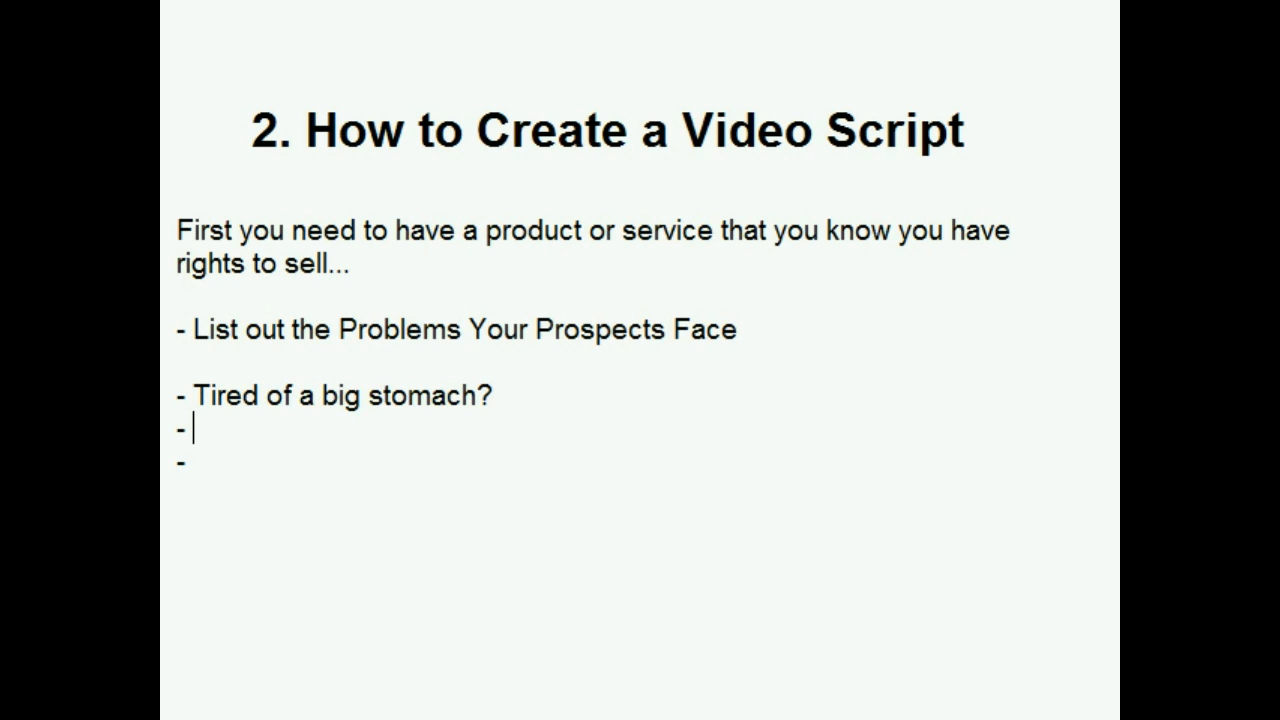 2. How to Create a Video Script
First you need to have a product or service that you know you have
rights to sell...
- List out the Problems Your Prospects Face
- Tired of a big stomach?
-
-